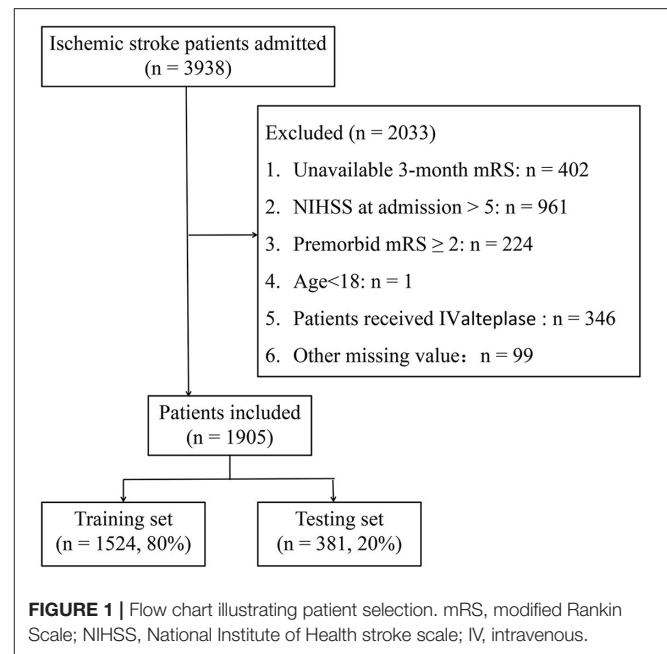 Ischemic stroke patients admitted
(n = 3938)
Excluded (n = 2033)
1. Unavailable 3-month mRS: n = 402
2. NIHSS at admission > 5: n = 961
3. Premorbid mRS ≥ 2: n = 224
4. Age<18: n = 1
5. Patients received IValteplase : n = 346
6. Other missing value： n = 99
Patients included
(n = 1905)
Training set
(n = 1524, 80%)
Testing set
(n = 381, 20%)
FIGURE 1 | Flow chart illustrating patient selection. mRS, modified Rankin
Scale; NIHSS, National Institute of Health stroke scale; IV, intravenous.